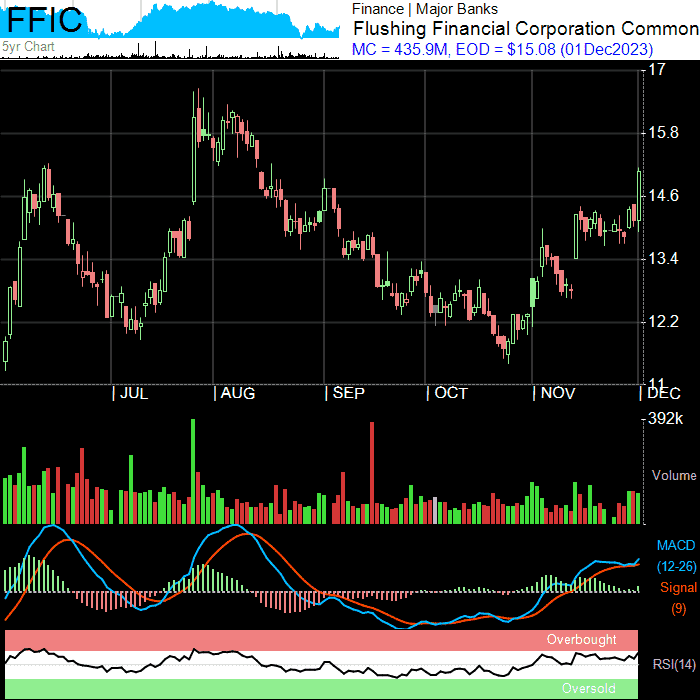 FFIC
5yr Chart
Finance | Major Banks
Flushing Financial Corporation Common
MC = 435.9M, EOD = $15.08 (01Dec2023)
17
15.8
14.6
13.4
12.2
11
JUL
AUG
SEP
OCT
NOV
DEC
392k
Volume
MACD
(12-26)
Signal
(9)
Overbought
RSI(14)
Oversold